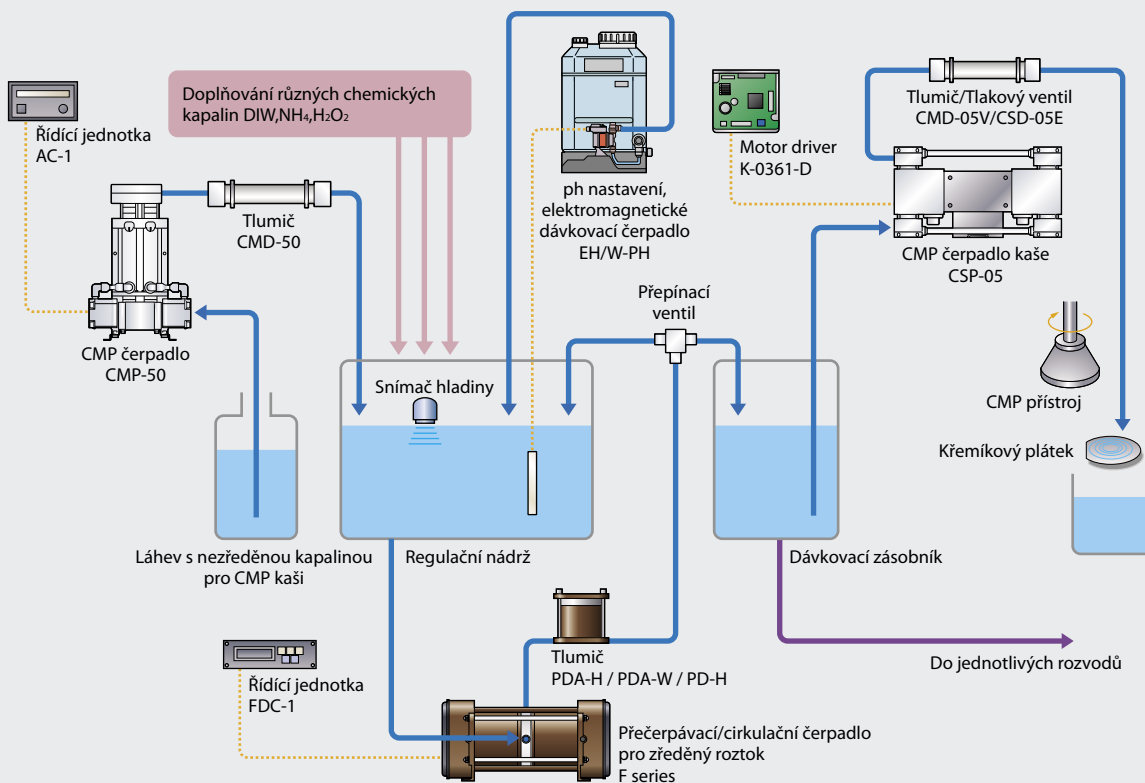 Řídící jednotka
AC-1
Doplňování různých chemických
kapalin DIW,NH₄,H₂O₂
Tlumič
CMD-50
CMP čerpadlo
CMP-50
ph nastavení,
elektromagnetické
dávkovací čerpadlo
EH/W-PH
Motor driver
K-0361-D
Tlumič/Tlakový ventil
CMD-05V/CSD-05E
CMP čerpadlo kaše
CSP-05
Přepínací
ventil
Snímač hladiny
CMP přístroj
Křemíkový plátek
Láhev s nezředěnou kapalinou
pro CMP kaši
Regulační nádrž
Dávkovací zásobník
Tlumič
PDA-H / PDA-W / PD-H
Do jednotlivých rozvodů
Řídící jednotka
FDC-1
Přečerpávací/cirkulační čerpadlo
pro zředěný roztok
F series